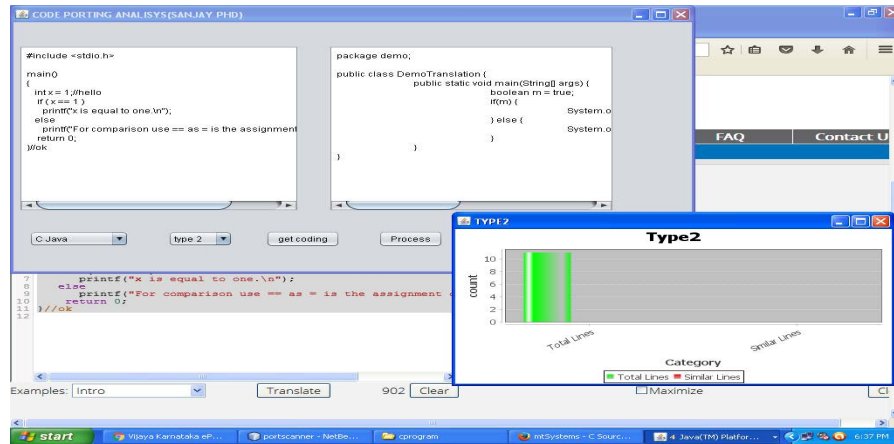 CODE PORTING ANALISYS(SANJAY PHD)
#include <stdio.h>
main()
{
int x = 1;//hello
if ( x == 1 )
printf("x is equal to one.\n");
else
printf("For comparison use == as = is the assignment
return 0;
}//ok
package demo;
public class DemoTranslation {
public static void main(String[] args) {
boolean m = true;
if(m) {
System.o
} else {
System.o
}
}
}
C Java
type 2
get coding
Process
FAQ
Contact U
TYPE2
Type2
count
10
8
6
4
2
0
Total Lines
Similar Lines
Category
Total Lines Similar Lines
7 printf("x is equal to one.\n");
8 else
9 printf("For comparison use == as = is the assignment
10 return 0;
11 }//ok
12
Examples: Intro
Translate
902
Clear
Maximize
Cl
start
Vijaya Karnataka eP...
portscanner - NetBe...
cprogram
mtSystems - C Sourc...
4 Java(TM) Platfor...
6:37 PM